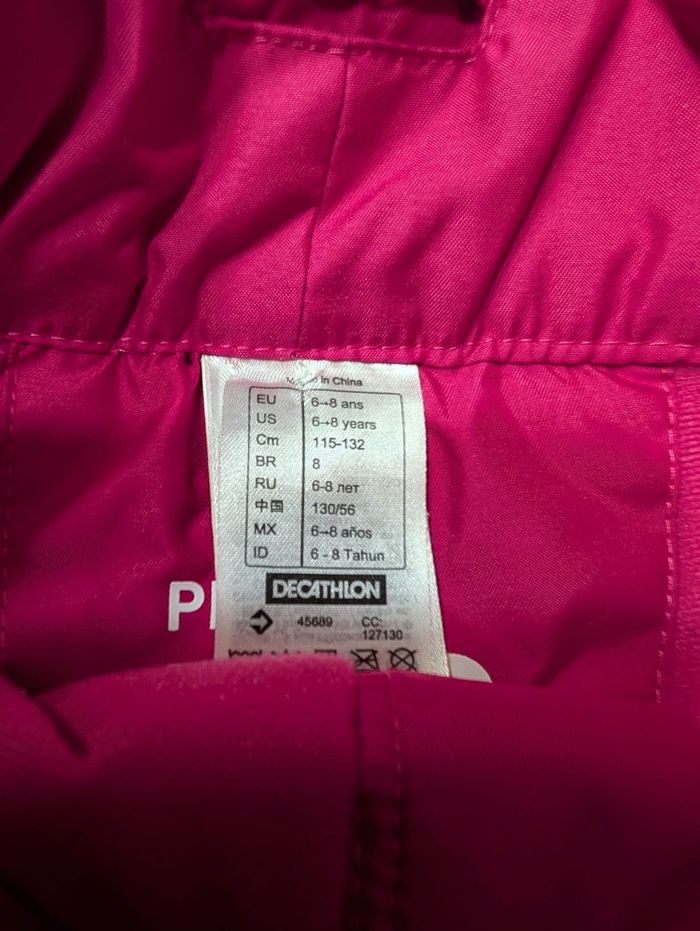 in China
EU 6→8 ans
US 6→8 years
Cm 115-132
BR 8
RU 6-8 лет
中国 130/56
MX 6→8 años
ID 6 - 8 Tahun
DECATHLON
45689 CC:
127130